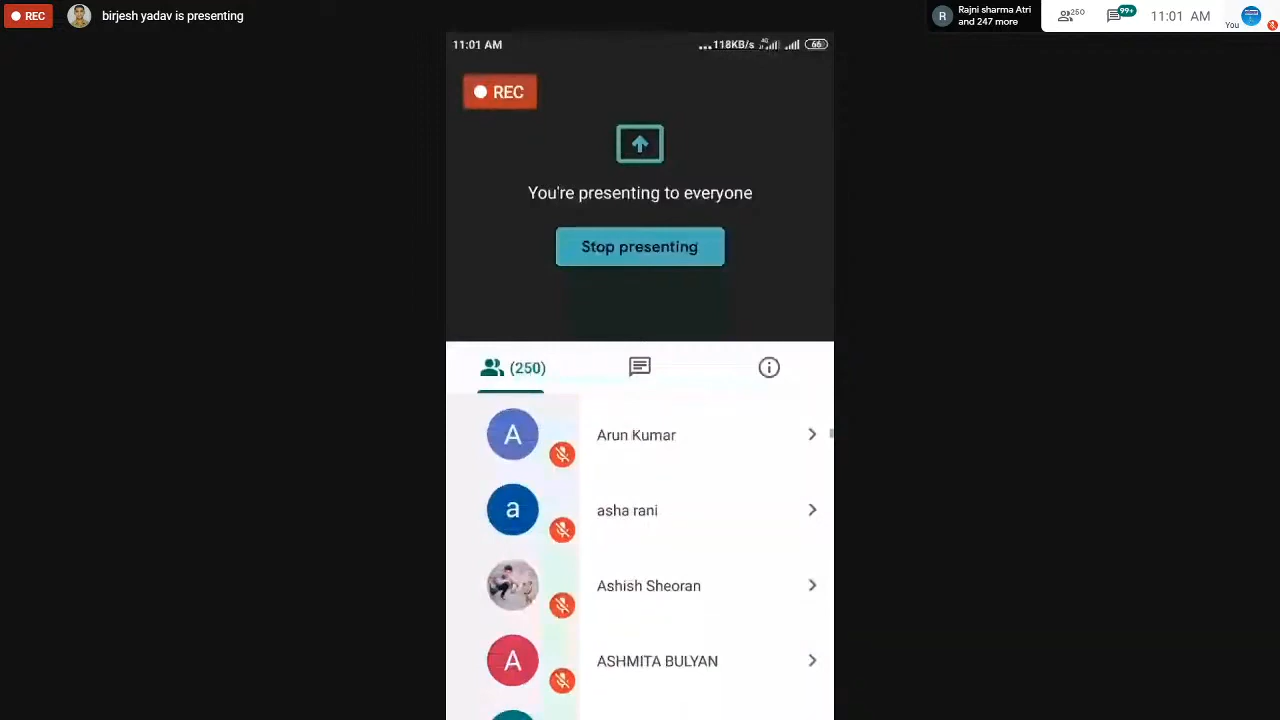 REC
birjesh yadav is presenting
R
Rajni sharma Atri
and 247 more
250
99+
11:01 AM
You
11:01 AM
...118KB/s 4G 66
REC
You're presenting to everyone
Stop presenting
(250)
A
Arun Kumar
a
asha rani
Ashish Sheoran
A
ASHMITA BULYAN